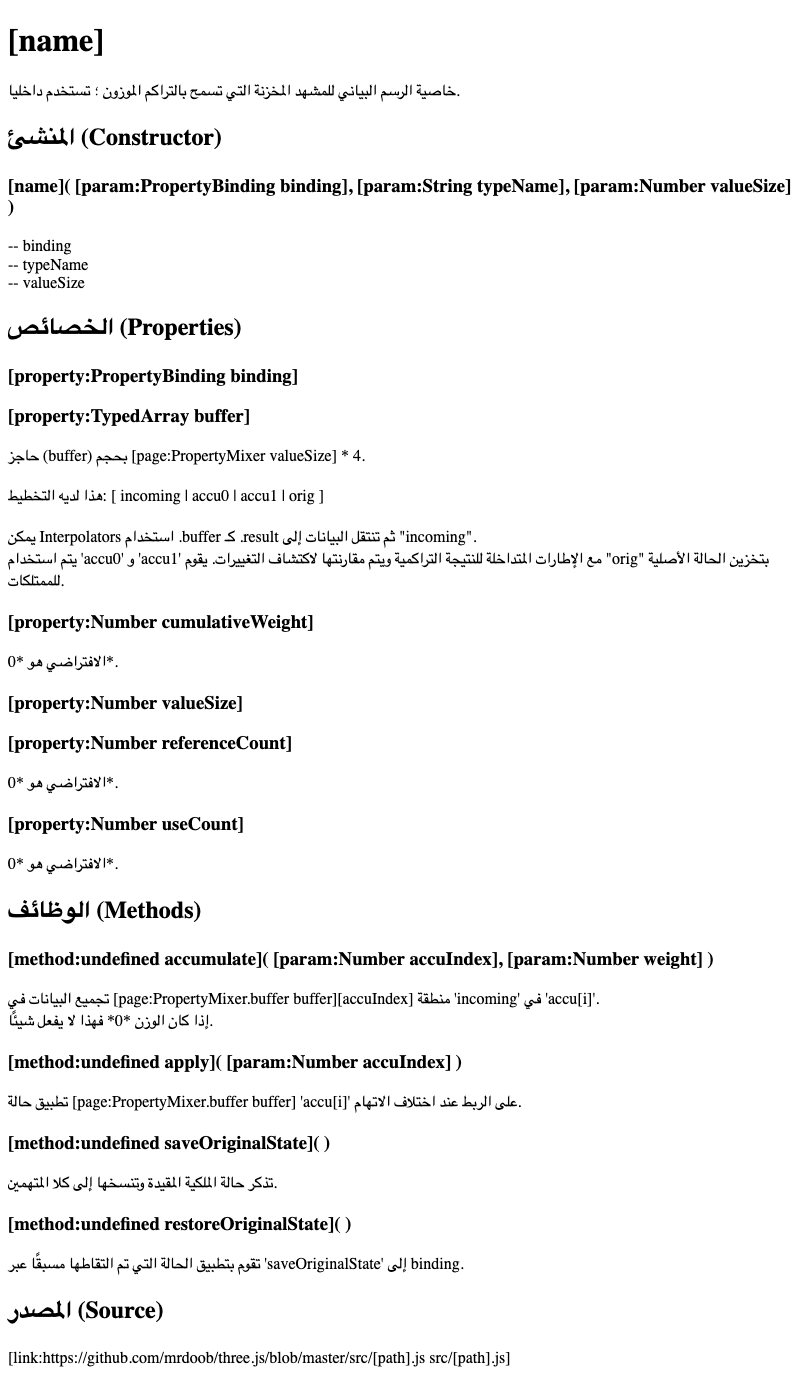 [name]
خاصية الرسم البياني للمشهد المخزنة التي تسمح بالتراكم الموزون ؛ تستخدم داخليا.
المنشئ (Constructor)
[name]( [param:PropertyBinding binding], [param:String typeName], [param:Number valueSize]
)
-- binding
-- typeName
-- valueSize
الخصائص (Properties)
[property:PropertyBinding binding]
[property:TypedArray buffer]
حاجز (buffer) بحجم [page:PropertyMixer valueSize] * 4.
هذا لديه التخطيط: [ incoming | accu0 | accu1 | orig ]
يمكن Interpolators استخدام .buffer كـ .result ثم تنتقل البيانات إلى "incoming".
يتم استخدام 'accu0' و 'accu1' مع الإطارات المتداخلة للنتيجة التراكمية ويتم مقارنتها لاكتشاف التغييرات. يقوم "orig" بتخزين الحالة الأصلية
للممتلكات.
[property:Number cumulativeWeight]
الافتراضي هو *0*.
[property:Number valueSize]
[property:Number referenceCount]
الافتراضي هو *0*.
[property:Number useCount]
الافتراضي هو *0*.
الوظائف (Methods)
[method:undefined accumulate]( [param:Number accuIndex], [param:Number weight] )
تجميع البيانات في [page:PropertyMixer.buffer buffer][accuIndex] منطقة 'incoming' في 'accu[i]'.
إذا كان الوزن *0* فهذا لا يفعل شيئًا.
[method:undefined apply]( [param:Number accuIndex] )
تطبيق حالة [page:PropertyMixer.buffer buffer] 'accu[i]' على الربط عند اختلاف الاتهام.
[method:undefined saveOriginalState]( )
تذكر حالة الملكية المقيدة وتنسخها إلى كلا المتهمين.
[method:undefined restoreOriginalState]( )
تقوم بتطبيق الحالة التي تم التقاطها مسبقًا عبر 'saveOriginalState' إلى binding.
المصدر (Source)
[link:https://github.com/mrdoob/three.js/blob/master/src/[path].js src/[path].js]